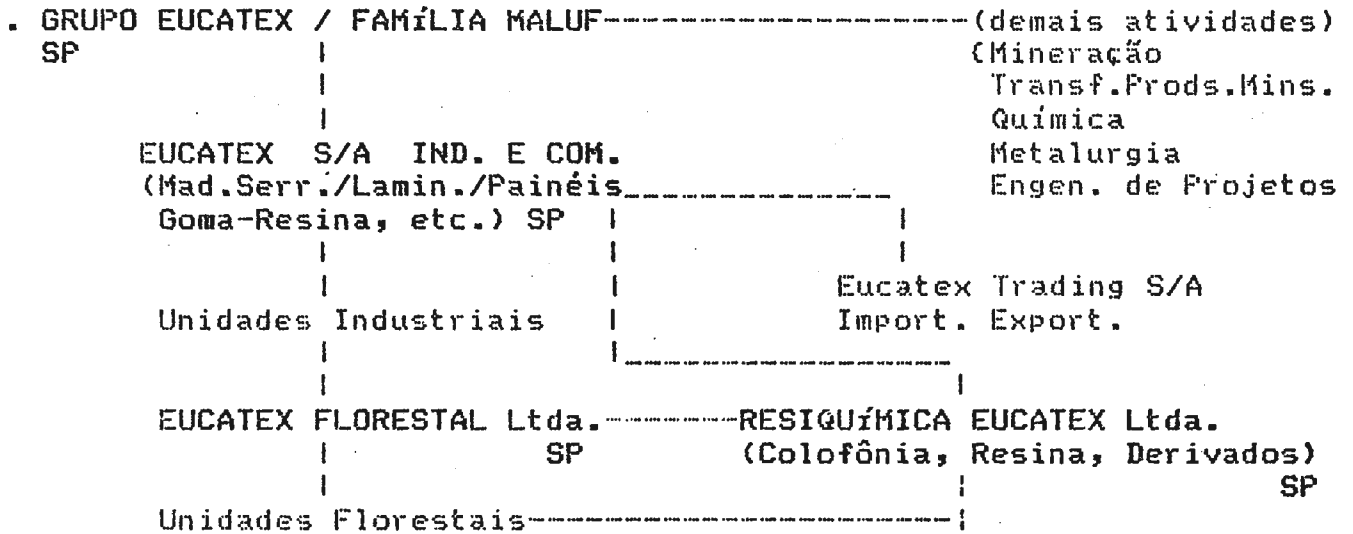 . GRUPO EUCATEX / FAMíLIA MALUF--------------------(demais atividades)
SP (Mineração
Transf.Prods.Mins.
Química
EUCATEX S/A IND. E COM. Metalurgia
(Mad.Serr./Lamin./Painéis Engen. de Projetos
Goma-Resina, etc.) SP
Eucatex Trading S/A
Unidades Industriais Import. Export.
EUCATEX FLORESTAL Ltda.--------RESIQUíMICA EUCATEX Ltda.
SP (Colofônia, Resina, Derivados)
SP
Unidades Florestais